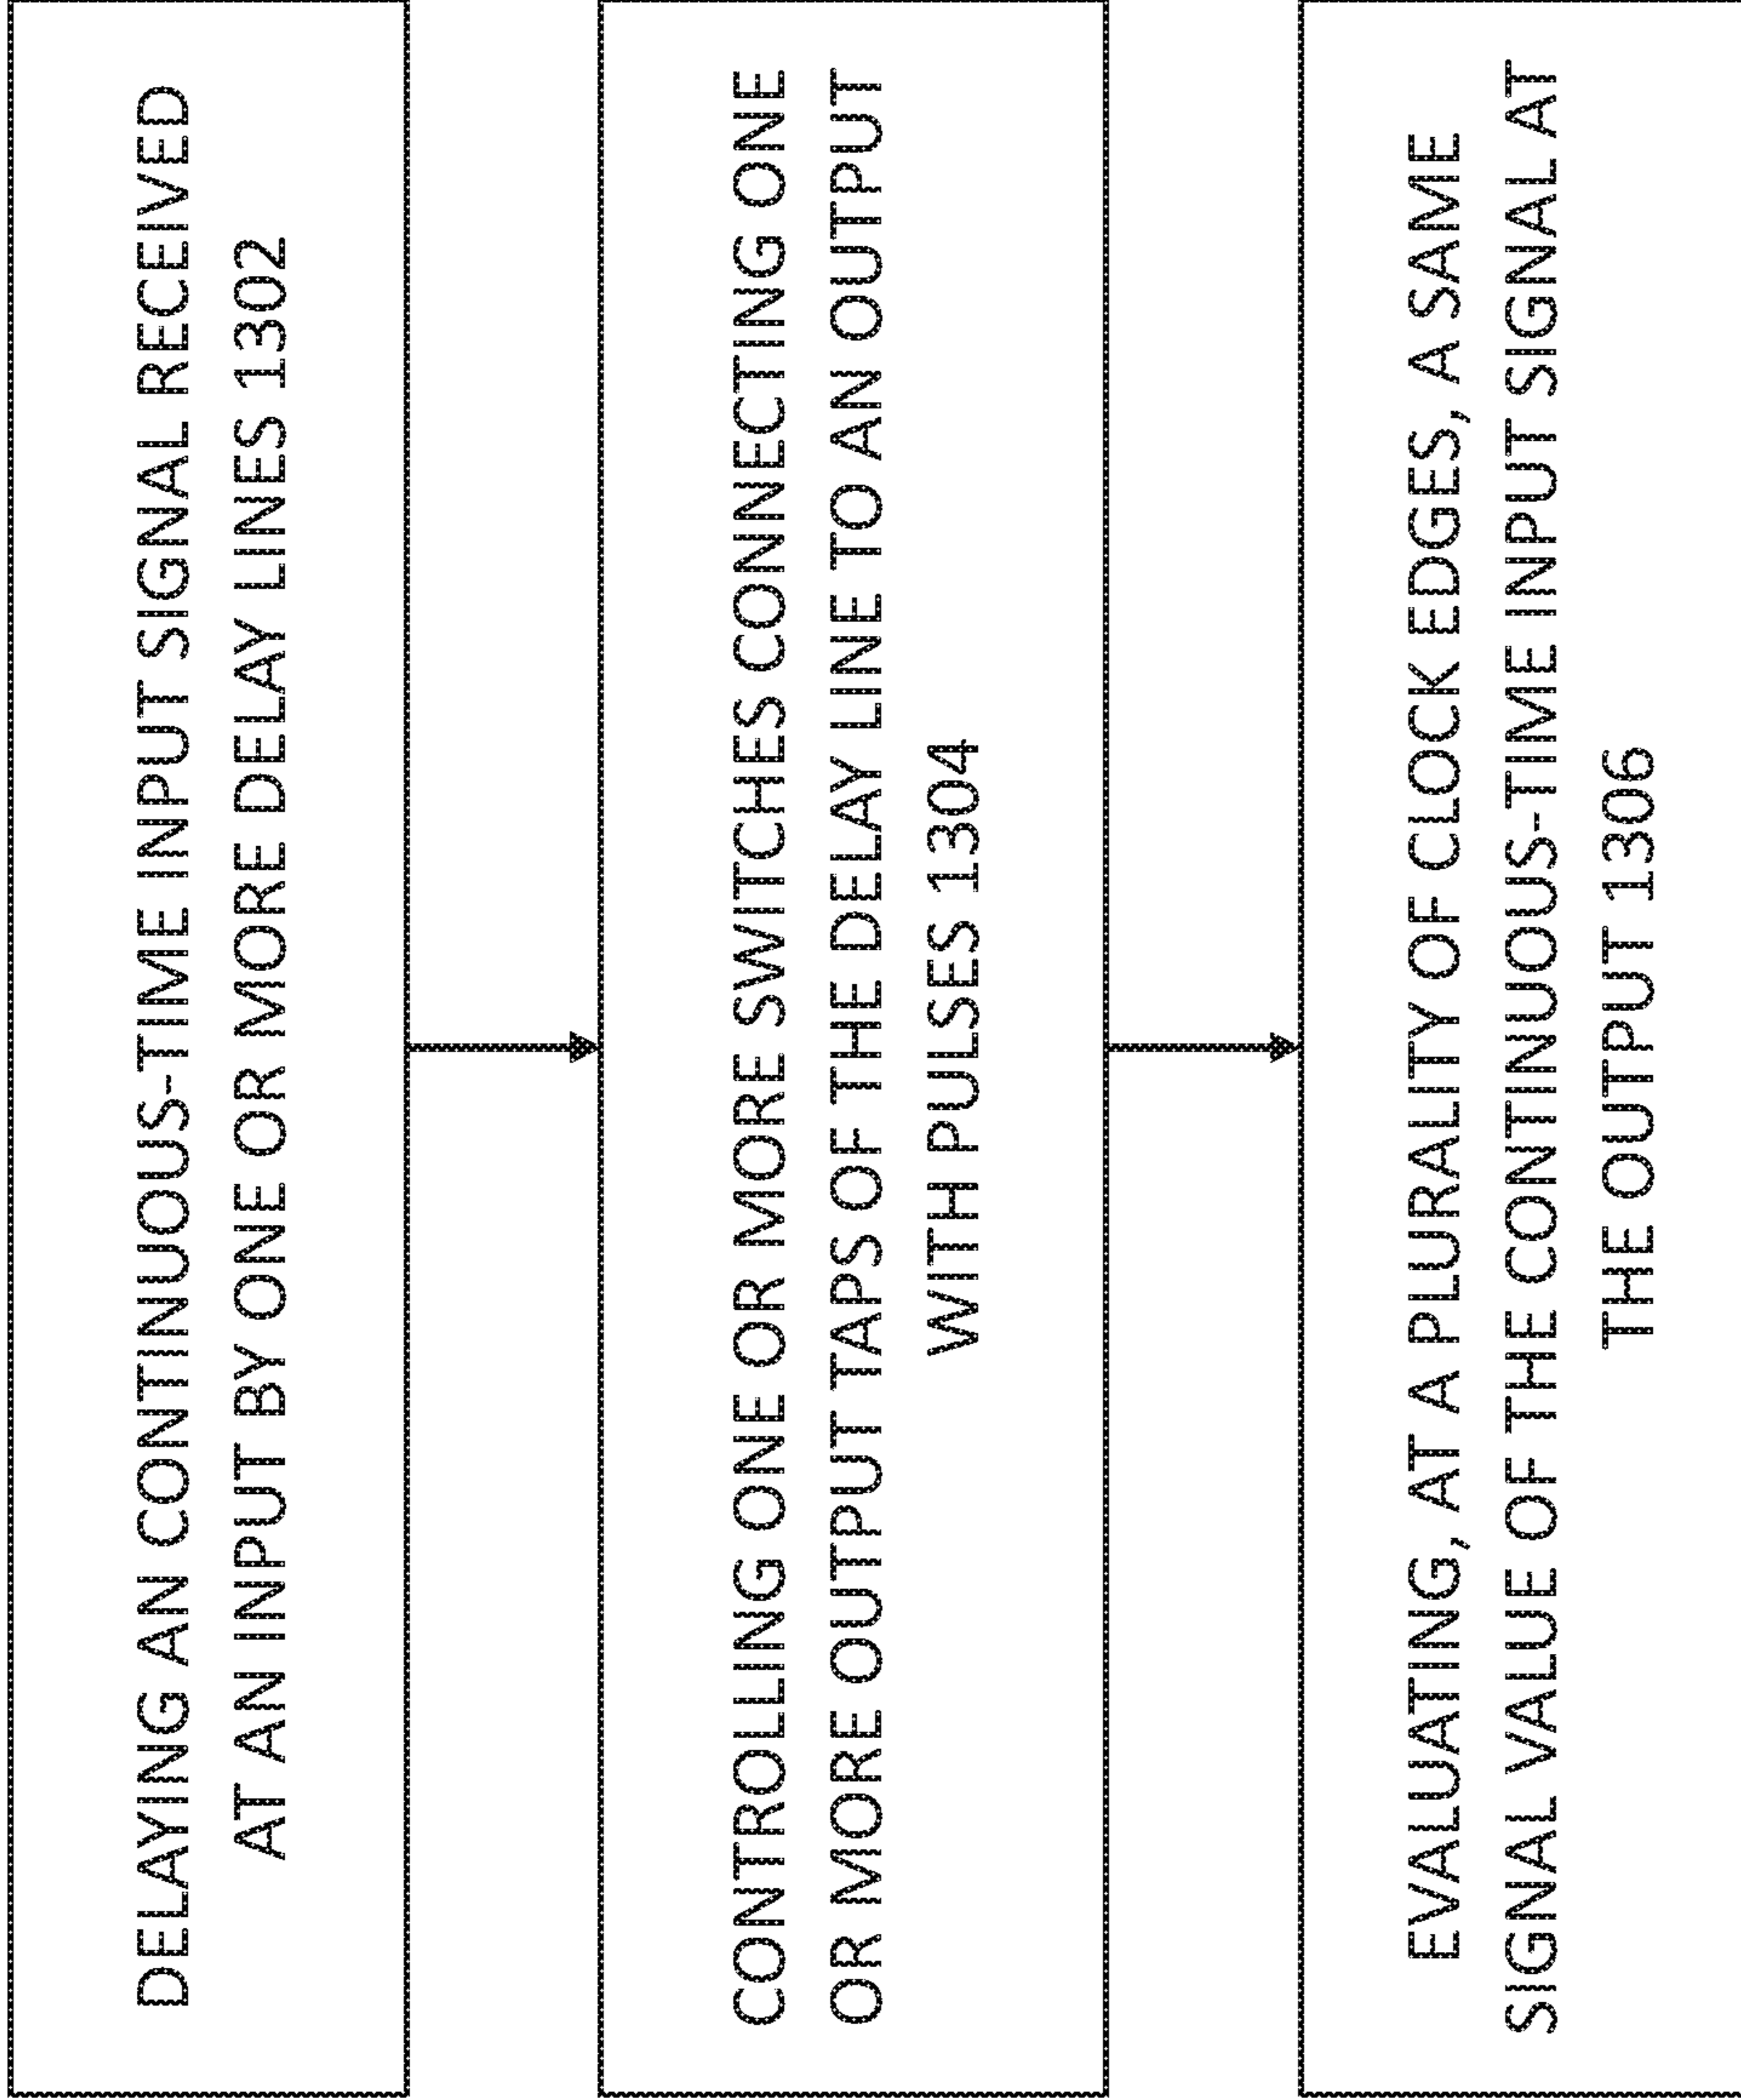 DELAYING AN CONTINUOUS-TIME INPUT SIGNAL RECEIVED
AT AN INPUT BY ONE OR MORE DELAY LINES 1302
CONTROLLING ONE OR MORE SWITCHES CONNECTING ONE
OR MORE OUTPUT TAPS OF THE DELAY LINE TO AN OUTPUT
WITH PULSES 1304
EVALUATING, AT A PLURALITY OF CLOCK EDGES, A SAME
SIGNAL VALUE OF THE CONTINUOUS-TIME INPUT SIGNAL AT
THE OUTPUT 1306